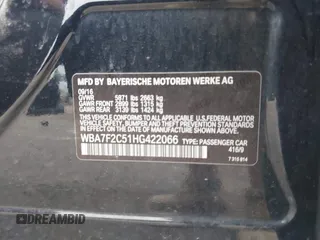 MFD BY BAYERISCHE MOTOREN WERKE AG
09/16
GVWR 5871 lbs 2663 kg
GAWR FRONT 2899 lbs 1315 kg
GAWR REAR 3139 lbs 1424 kg
THIS VEHICLE CONFORMS TO ALL APPLICABLE U.S. FEDERAL MOTOR
VEHICLE SAFETY, BUMPER, AND THEFT PREVENTION STANDARDS IN
EFFECT ON THE DATE OF MANUFACTURE SHOWN ABOVE.
WBA7F2C51HG422066 TYPE: PASSENGER CAR
416/9
T 313 814
DREAMBID